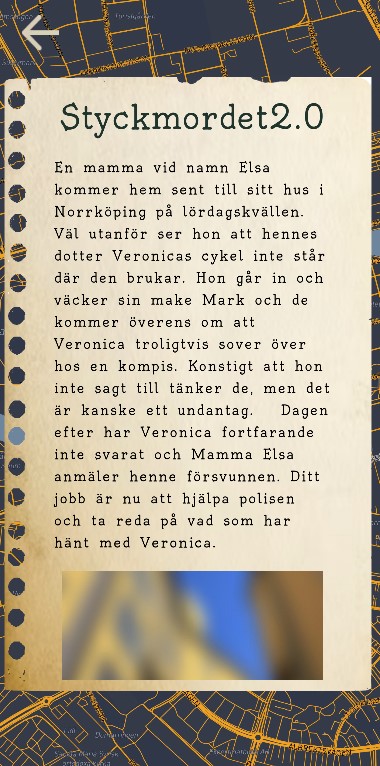 Styckmordet2.0
En mamma vid namn Elsa
kommer hem sent till sitt hus i
Norrköping på lördagskvällen.
Väl utanför ser hon att hennes
dotter Veronicas cykel inte står
där den brukar. Hon går in och
väcker sin make Mark och de
kommer överens om att
Veronica troligtvis sover över
hos en kompis. Konstigt att hon
inte sagt till tänker de, men det
är kanske ett undantag.   Dagen
efter har Veronica fortfarande
inte svarat och Mamma Elsa
anmäler henne försvunnen. Ditt
jobb är nu att hjälpa polisen
och ta reda på vad som har
hänt med Veronica.